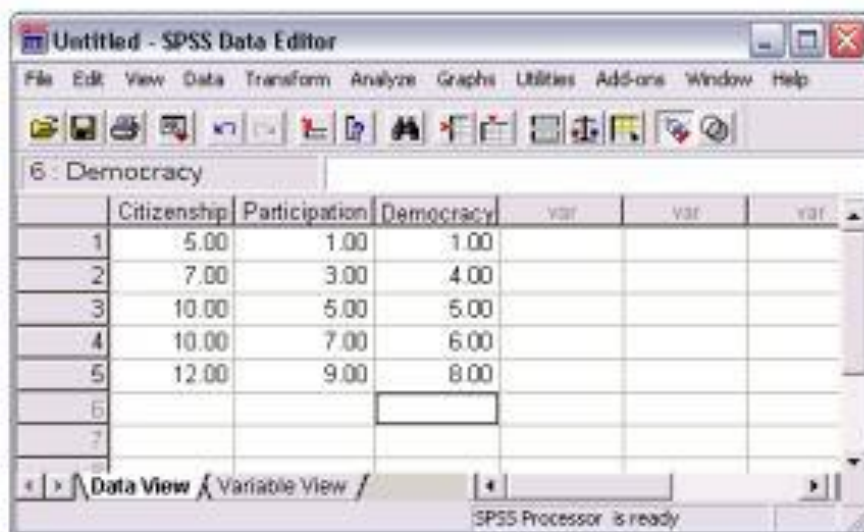 Untitled - SPSS Data Editor
File Edit View Data Transform Analyze Graphs Utilities Add-ons Window Help
6 : Democracy
Citizenship Participation Democracy var var var
1 5.00 1.00 1.00
2 7.00 3.00 4.00
3 10.00 5.00 5.00
4 10.00 7.00 6.00
5 12.00 9.00 8.00
6
7
Data View Variable View
SPSS Processor is ready